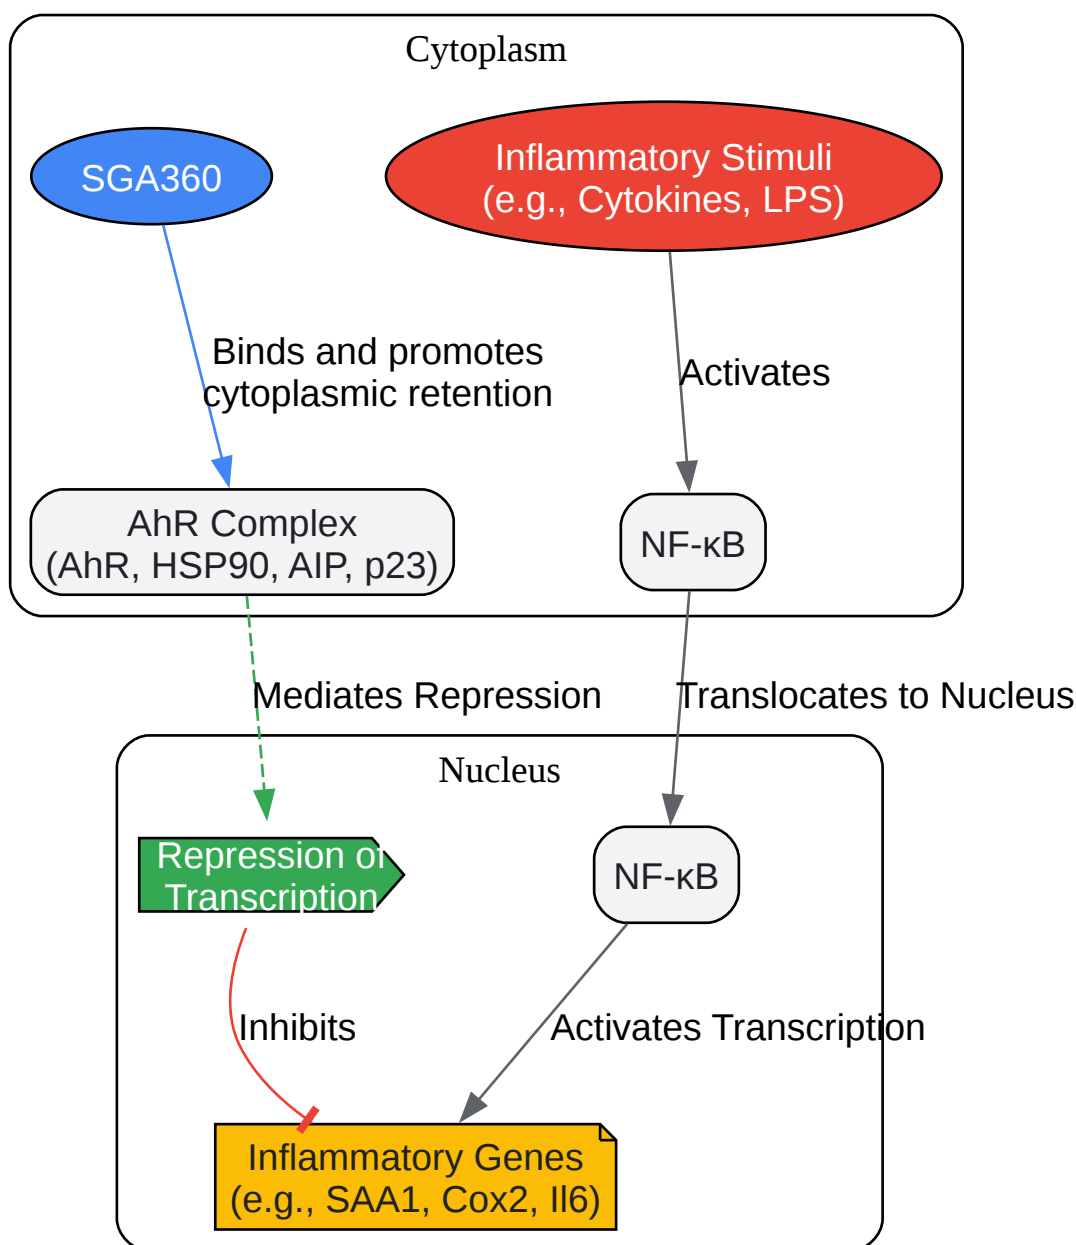 Cytoplasm
SGA360
Inflammatory Stimuli
(e.g., Cytokines, LPS)
Binds and promotes
cytoplasmic retention
Activates
AhR Complex
(AhR, HSP90, AIP, p23)
NF-κB
Mediates Repression
Translocates to Nucleus
Nucleus
Repression of
Transcription
NF-κB
Inhibits
Activates Transcription
Inflammatory Genes
(e.g., SAA1, Cox2, Il6)